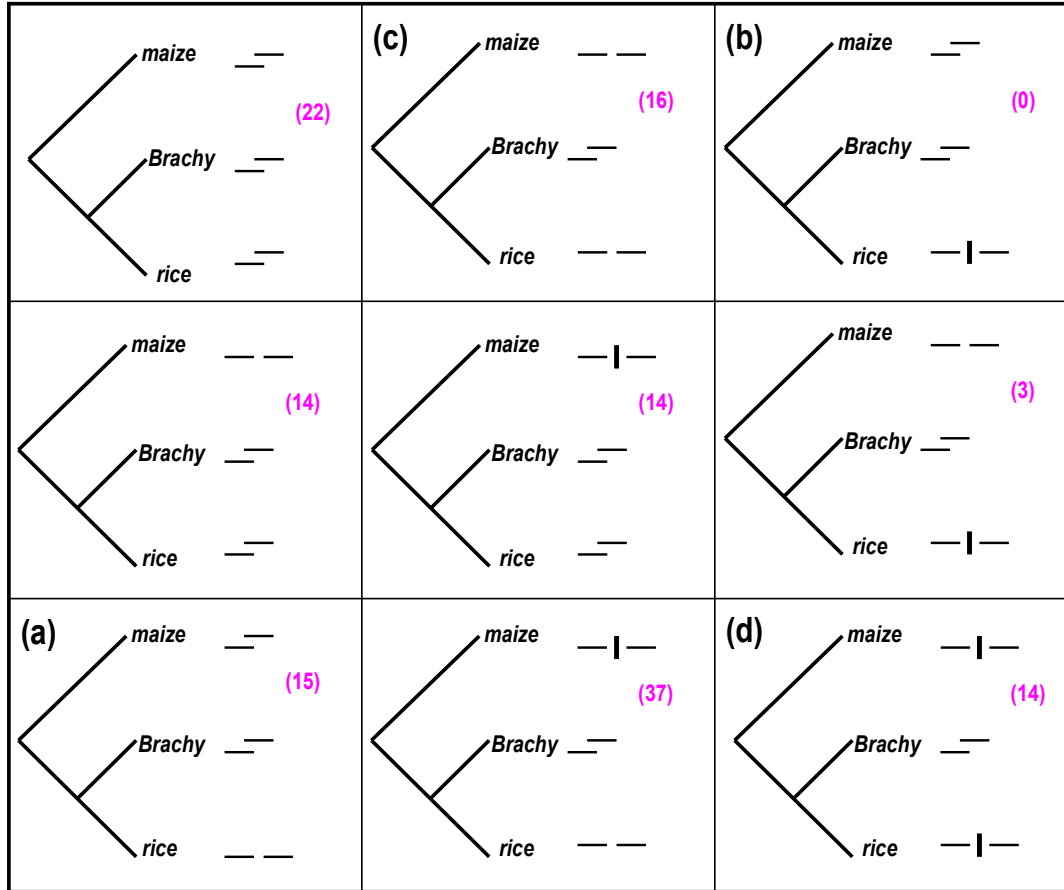 maize
(22)
Brachy
rice
(c)
maize
(16)
Brachy
rice
(b)
maize
(0)
Brachy
rice
maize
(14)
Brachy
rice
maize
(14)
Brachy
rice
maize
(3)
Brachy
rice
(a)
maize
(15)
Brachy
rice
maize
(37)
Brachy
rice
(d)
maize
(14)
Brachy
rice